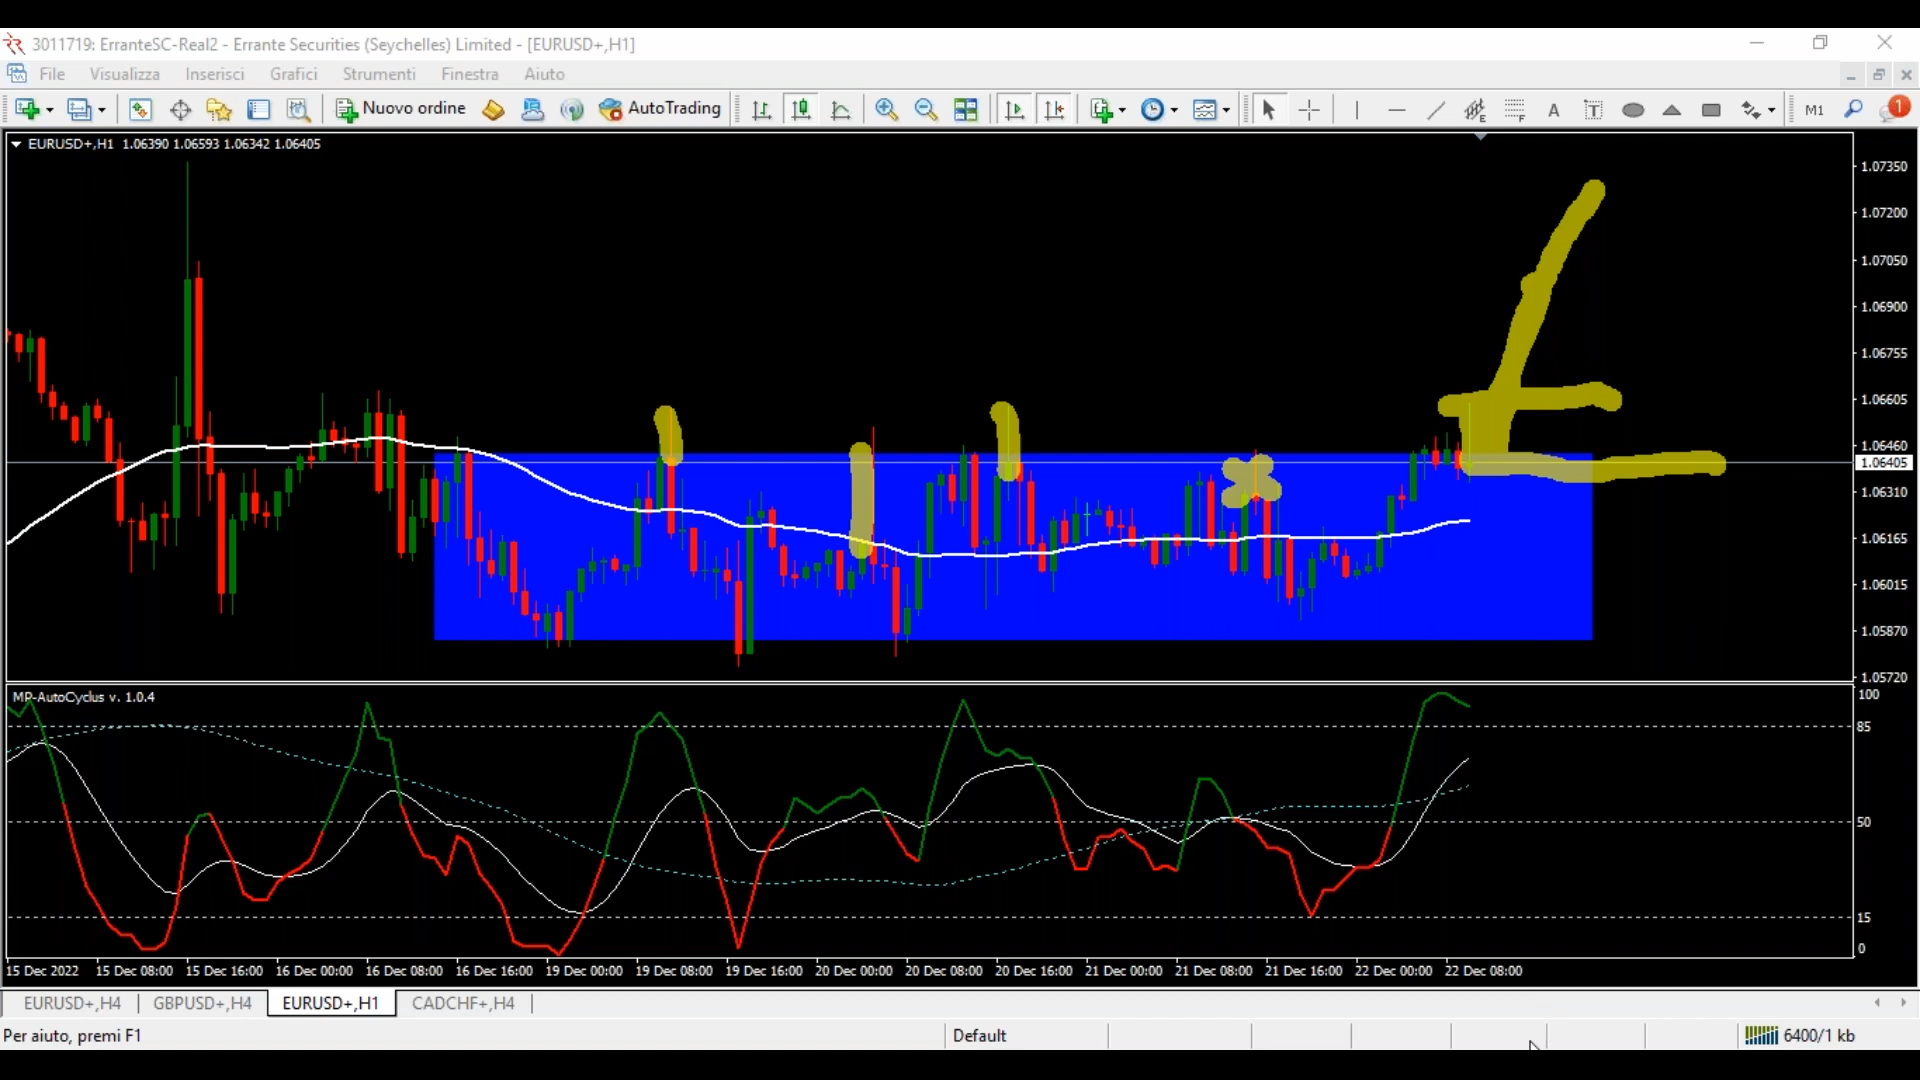 3011719: ErranteSC-Real2 - Errante Securities (Seychelles) Limited - [EURUSD+,H1]
File Visualizza Inserisci Grafici Strumenti Finestra Aiuto
Nuovo ordine AutoTrading E F A T M1 1
EURUSD+,H1 1.06390 1.06593 1.06342 1.06405
1.07350
1.07200
1.07050
1.06900
1.06755
1.06605
1.06460
1.06405
1.06310
1.06165
1.06015
1.05870
1.05720
MP-AutoCyclus v. 1.0.4
100
85
50
15
0
15 Dec 2022 15 Dec 08:00 15 Dec 16:00 16 Dec 00:00 16 Dec 08:00 16 Dec 16:00 19 Dec 00:00 19 Dec 08:00 19 Dec 16:00 20 Dec 00:00 20 Dec 08:00 20 Dec 16:00 21 Dec 00:00 21 Dec 08:00 21 Dec 16:00 22 Dec 00:00 22 Dec 08:00
EURUSD+,H4 GBPUSD+,H4 EURUSD+,H1 CADCHF+,H4
Per aiuto, premi F1 Default 6400/1 kb